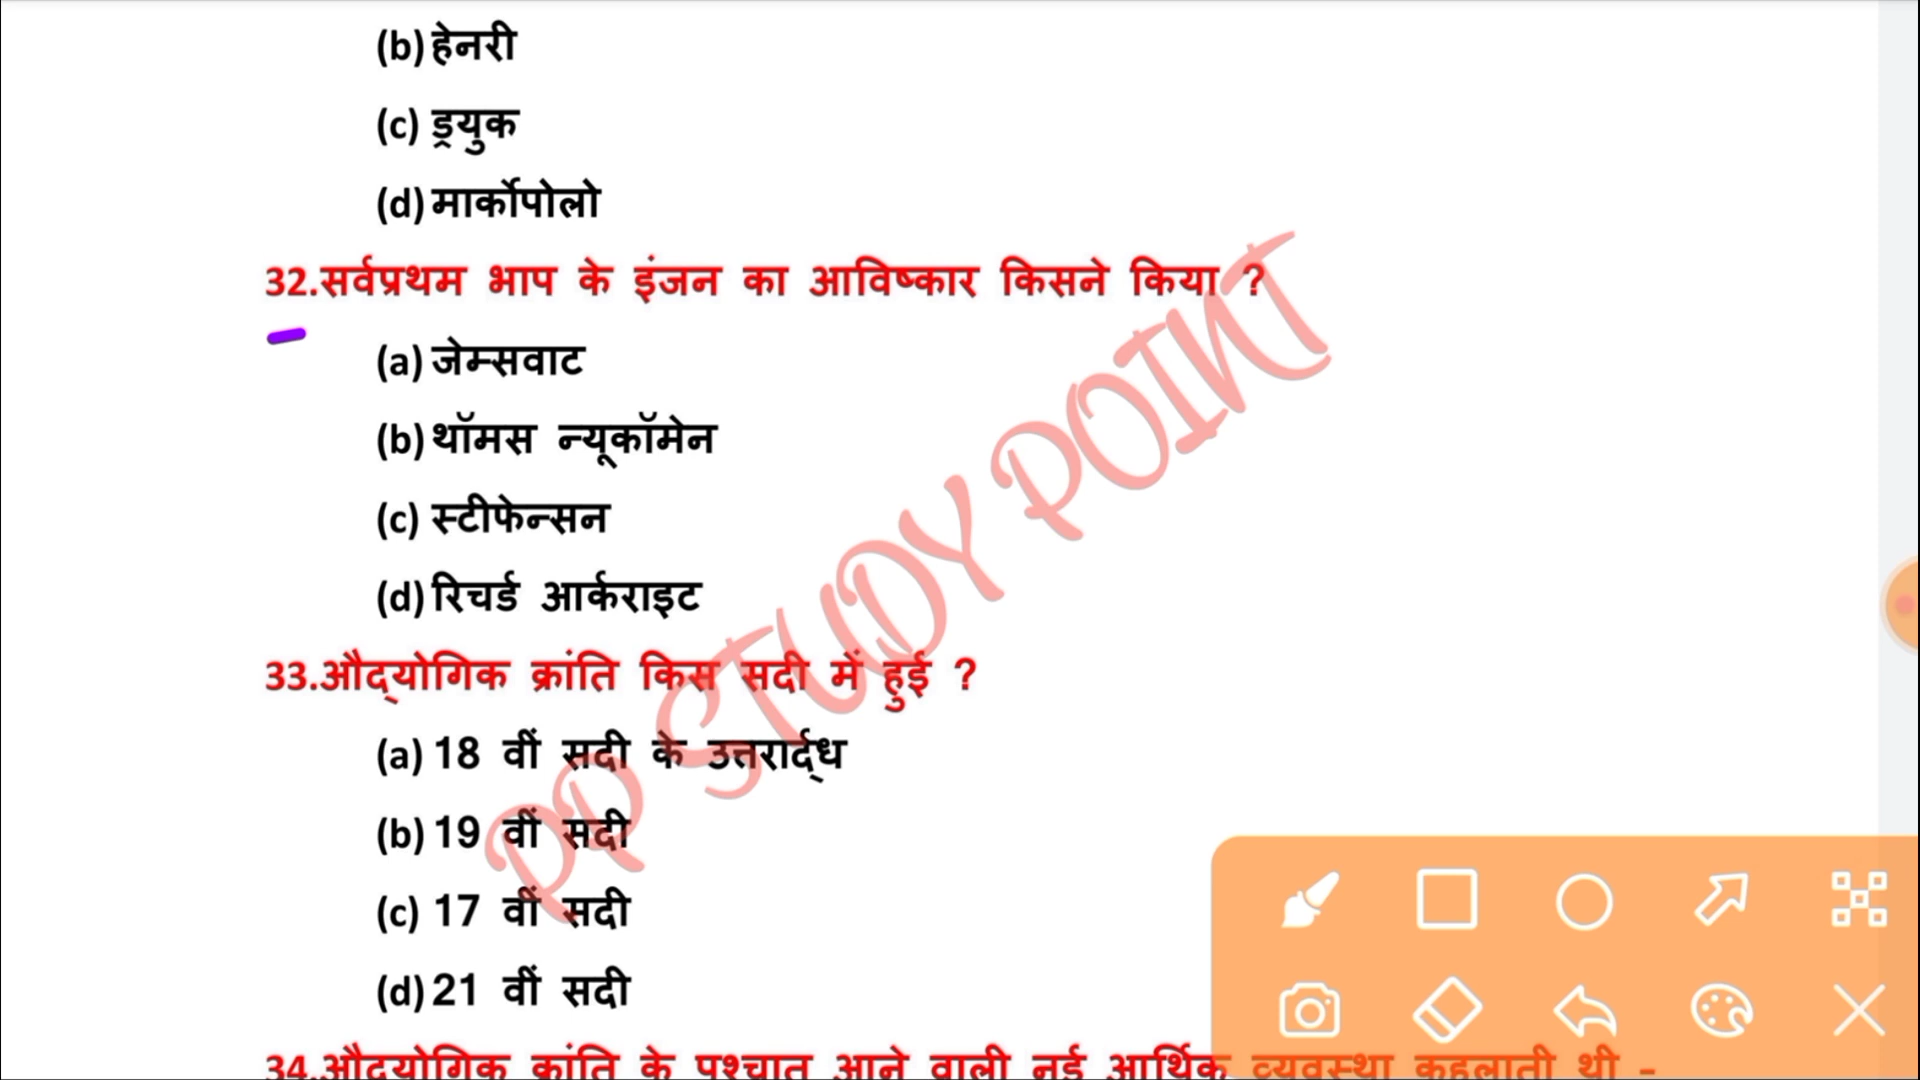 (b) हेनरी
(c) ड्रयुक
(d) मार्कोपोलो
32.सर्वप्रथम भाप के इंजन का आविष्कार किसने किया ?
(a) जेम्सवाट
(b) थॉमस न्यूकॉमेन
(c) स्टीफेन्सन
(d) रिचर्ड आर्कराइट
33.औद्योगिक क्रांति किस सदी में हुई ?
(a) 18 वीं सदी के उत्तरार्द्ध
(b) 19 वीं सदी
(c) 17 वीं सदी
(d) 21 वीं सदी
34.औद्योगिक क्रांति के पश्चात आने वाली नई आर्थिक व्यवस्था कहलाती थी -
PP STUDY POINT